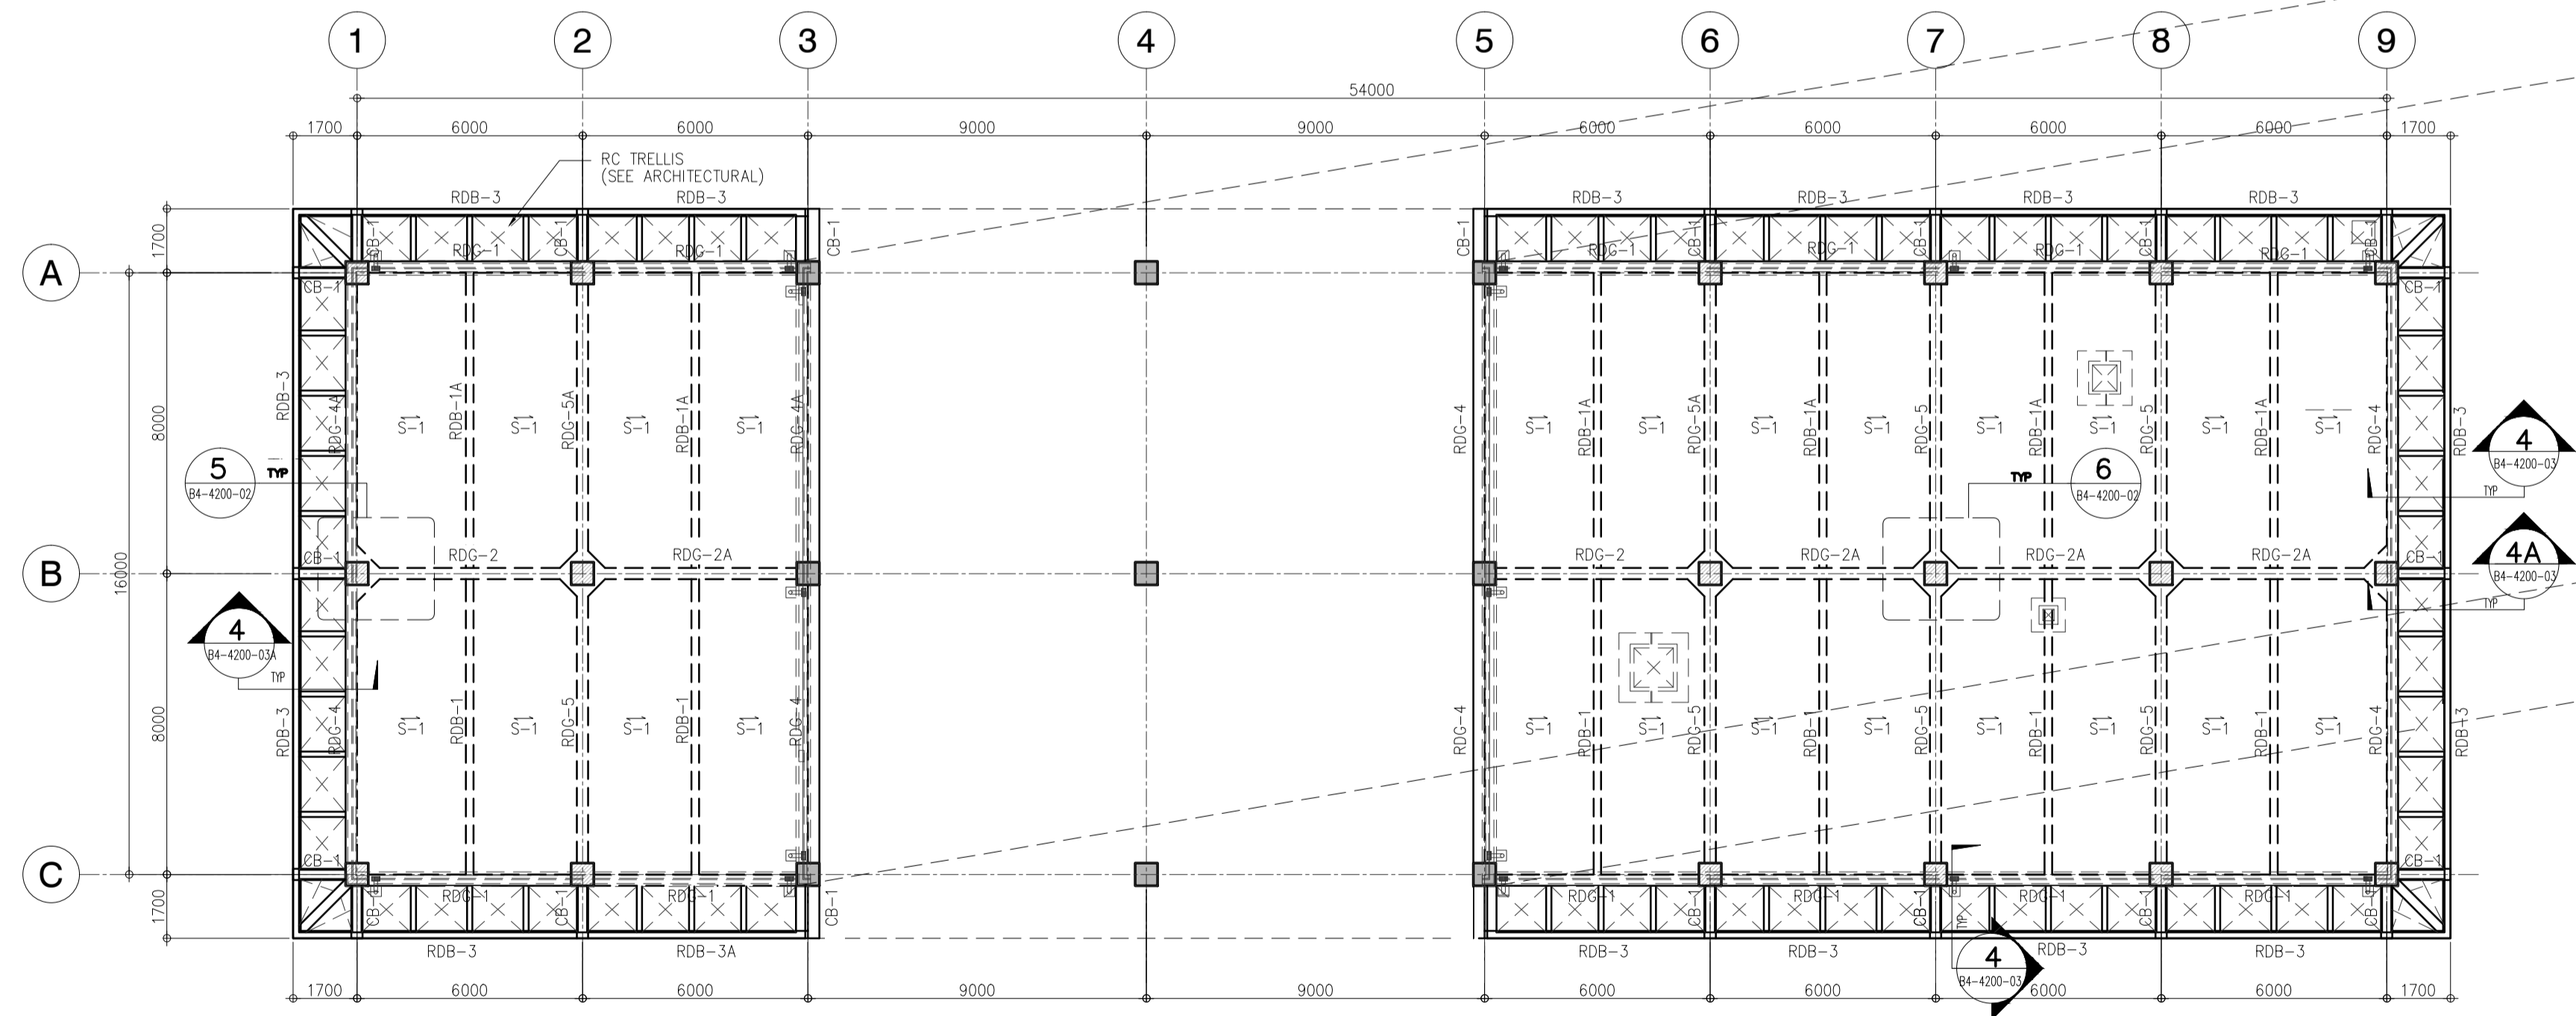 1 2 3 4 5 6 7 8 9
54000
1700 6000 6000 9000 9000 6000 6000 6000 6000 1700
RC TRELLIS
(SEE ARCHITECTURAL)
RDB-3 RDB-3 RDB-3 RDB-3 RDB-3 RDB-3
1700
CB-1 CB-1 CB-1 CB-1 CB-1 CB-1 CB-1 CB-1
RDG-1 RDG-1 RDG-1 RDG-1 RDG-1 RDG-1
A
CB-1 CB-1
8000
RDB-3 RDG-4A RDB-1A RDG-5A RDB-1A RDG-4A RDG-4 RDB-1A RDG-5A RDB-1A RDG-5 RDB-1A RDG-5 RDB-1A RDG-4 RDB-3
S-1 S-1 S-1 S-1 S-1 S-1 S-1 S-1 S-1 S-1 S-1 S-1
4
B4-4200-03
TYP
5
B4-4200-02
TYP
6
B4-4200-02
TYP
4A
B4-4200-03
TYP
16000
B
CB-1 RDG-2 RDG-2A RDG-2 RDG-2A RDG-2A RDG-2A CB-1
4
B4-4200-03A
TYP
8000
RDB-3 RDG-4 RDB-1 RDG-5 RDB-1 RDG-4 RDG-4 RDB-1 RDG-5 RDB-1 RDG-5 RDB-1 RDG-5 RDB-1 RDG-4 RDB-3
S-1 S-1 S-1 S-1 S-1 S-1 S-1 S-1 S-1 S-1 S-1 S-1
C
CB-1 CB-1
RDG-1 RDG-1 RDG-1 RDG-1 RDG-1 RDG-1
CB-1 CB-1 CB-1 CB-1 CB-1 CB-1 CB-1
1700
TYP
4
B4-4200-03
RDB-3 RDB-3A RDB-3 RDB-3 RDB-3 RDB-3
1700 6000 6000 9000 9000 6000 6000 6000 6000 1700